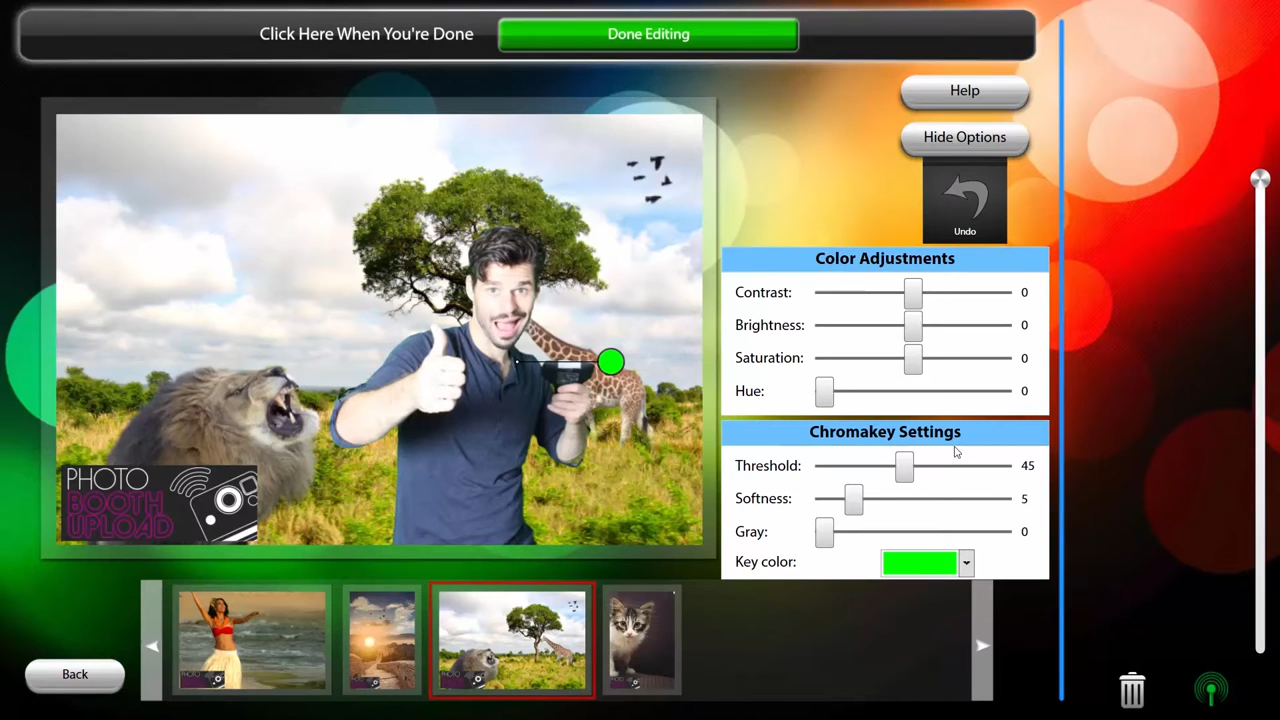 Click Here When You're Done
Done Editing
Help
Hide Options
Undo
Color Adjustments
Contrast: 0
Brightness: 0
Saturation: 0
Hue: 0
Chromakey Settings
Threshold: 45
Softness: 5
Gray: 0
Key color:
PHOTO
BOOTH
UPLOAD
Back